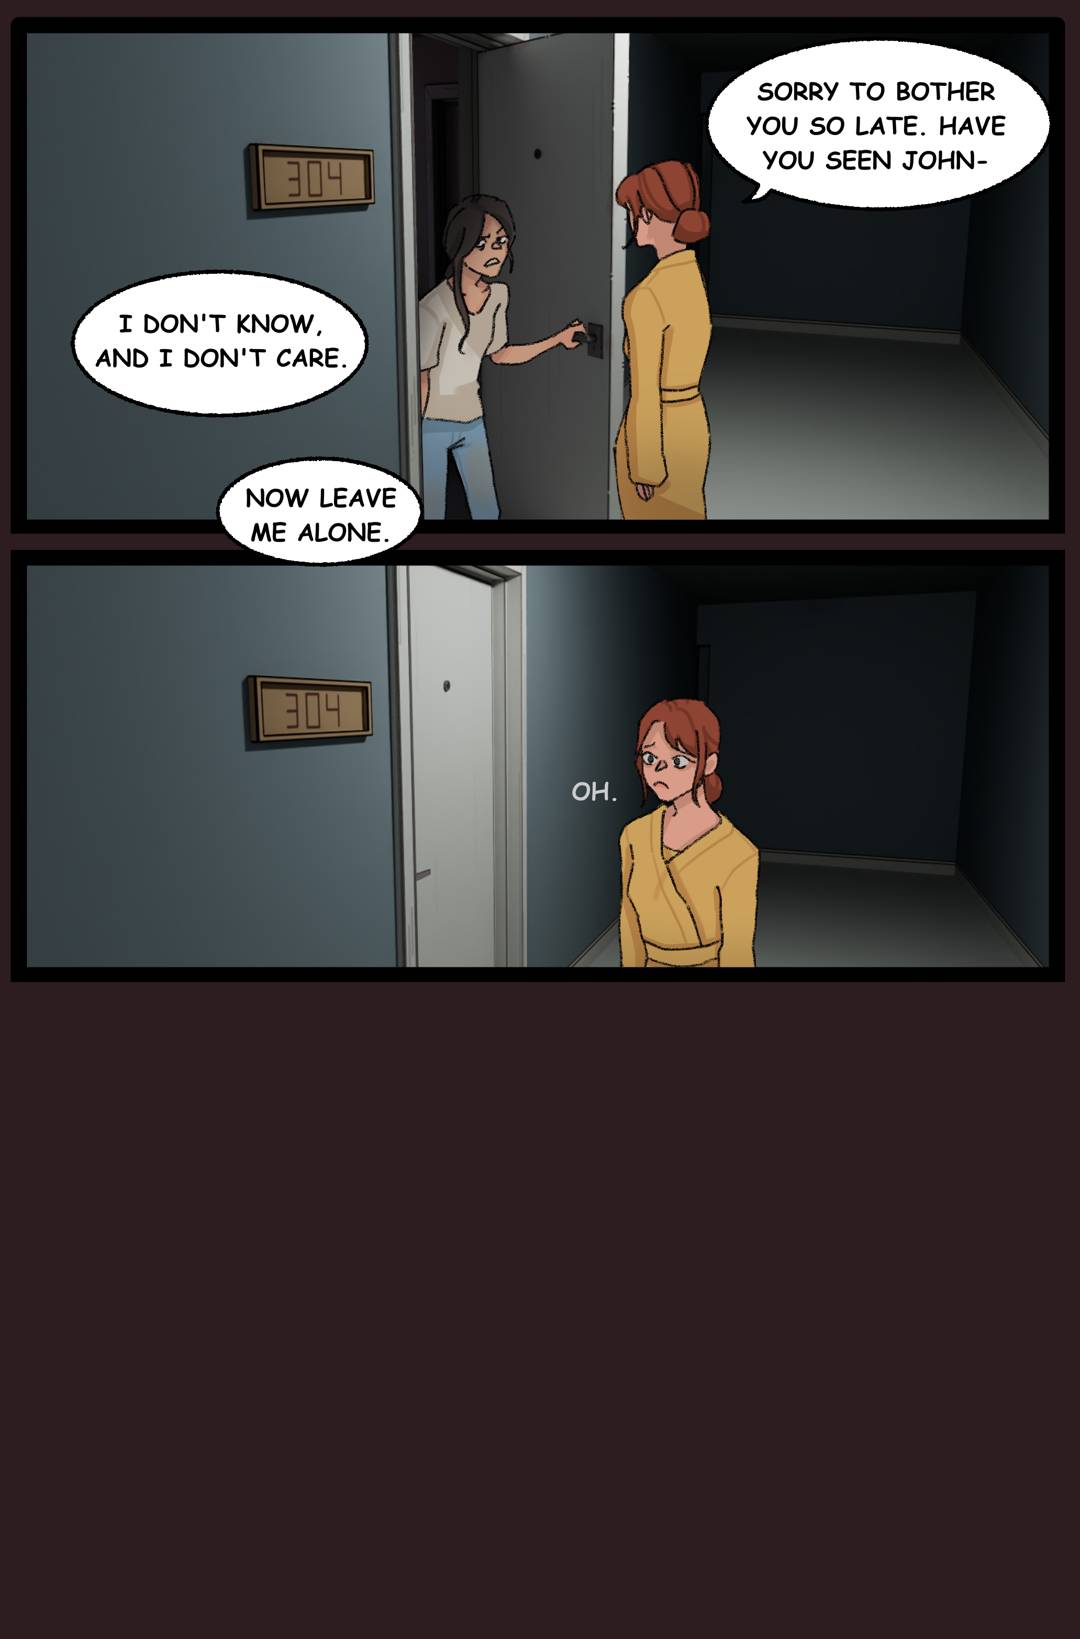 SORRY TO BOTHER
YOU SO LATE. HAVE
YOU SEEN JOHN-
304
I DON'T KNOW,
AND I DON'T CARE.
NOW LEAVE
ME ALONE.
304
OH.